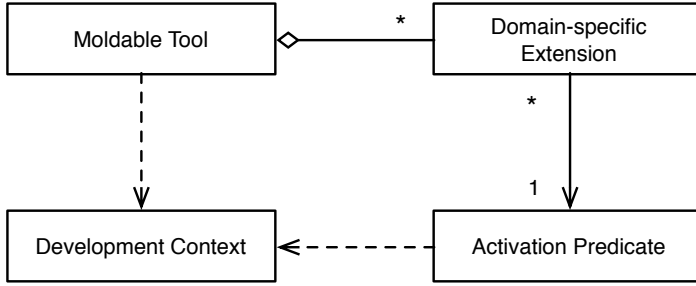 Moldable Tool
*
Domain-specific
Extension
*
1
Development Context
Activation Predicate